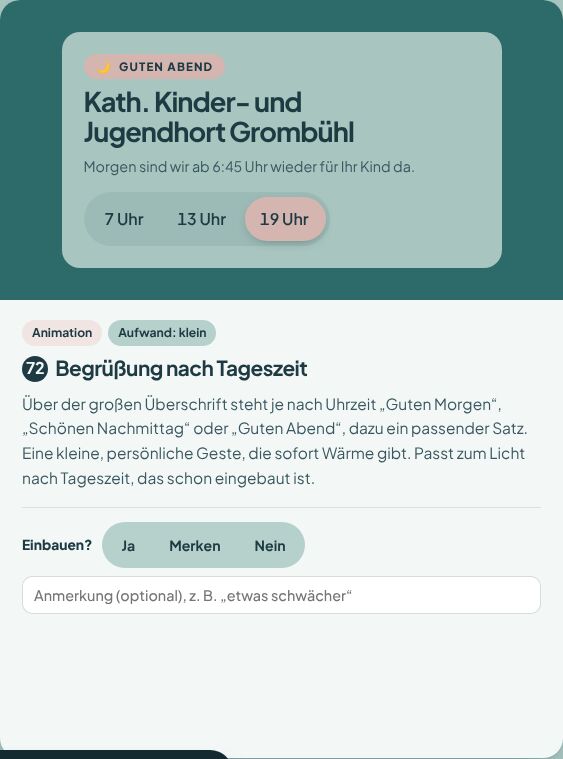 🌙 GUTEN ABEND
Kath. Kinder- und
Jugendhort Grombühl
Morgen sind wir ab 6:45 Uhr wieder für Ihr Kind da.
7 Uhr 13 Uhr 19 Uhr
Animation Aufwand: klein
72 Begrüßung nach Tageszeit
Über der großen Überschrift steht je nach Uhrzeit „Guten Morgen“,
„Schönen Nachmittag“ oder „Guten Abend“, dazu ein passender Satz.
Eine kleine, persönliche Geste, die sofort Wärme gibt. Passt zum Licht
nach Tageszeit, das schon eingebaut ist.
Einbauen? Ja Merken Nein
Anmerkung (optional), z. B. „etwas schwächer“